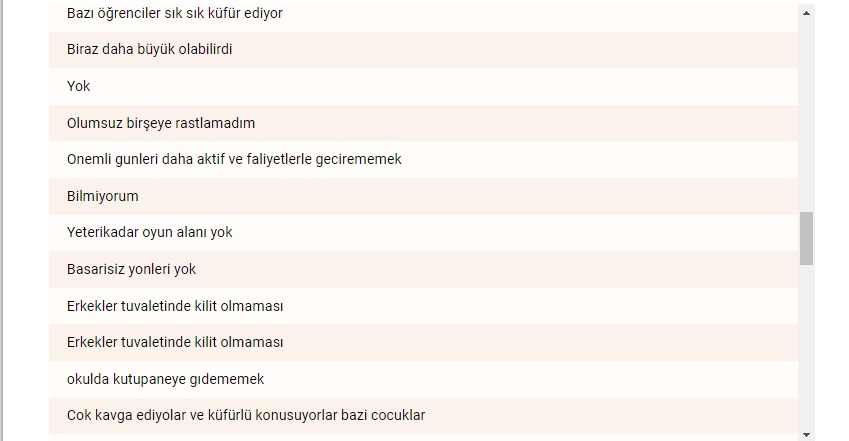 Bazı öğrenciler sık sık küfür ediyor
Biraz daha büyük olabilirdi
Yok
Olumsuz birşeye rastlamadım
Onemli gunleri daha aktif ve faliyetlerle gecirememek
Bilmiyorum
Yeterikadar oyun alanı yok
Basarisiz yonleri yok
Erkekler tuvaletinde kilit olmaması
Erkekler tuvaletinde kilit olmaması
okulda kutupaneye gıdememek
Cok kavga ediyolar ve küfürlü konusuyorlar bazi cocuklar